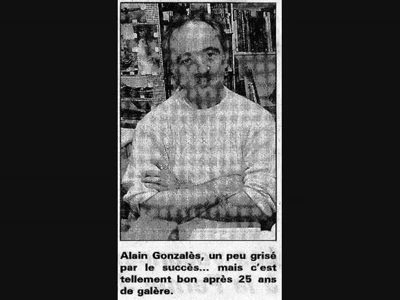 Alain Gonzalès, un peu grisé
par le succès... mais c'est
tellement bon après 25 ans
de galère.